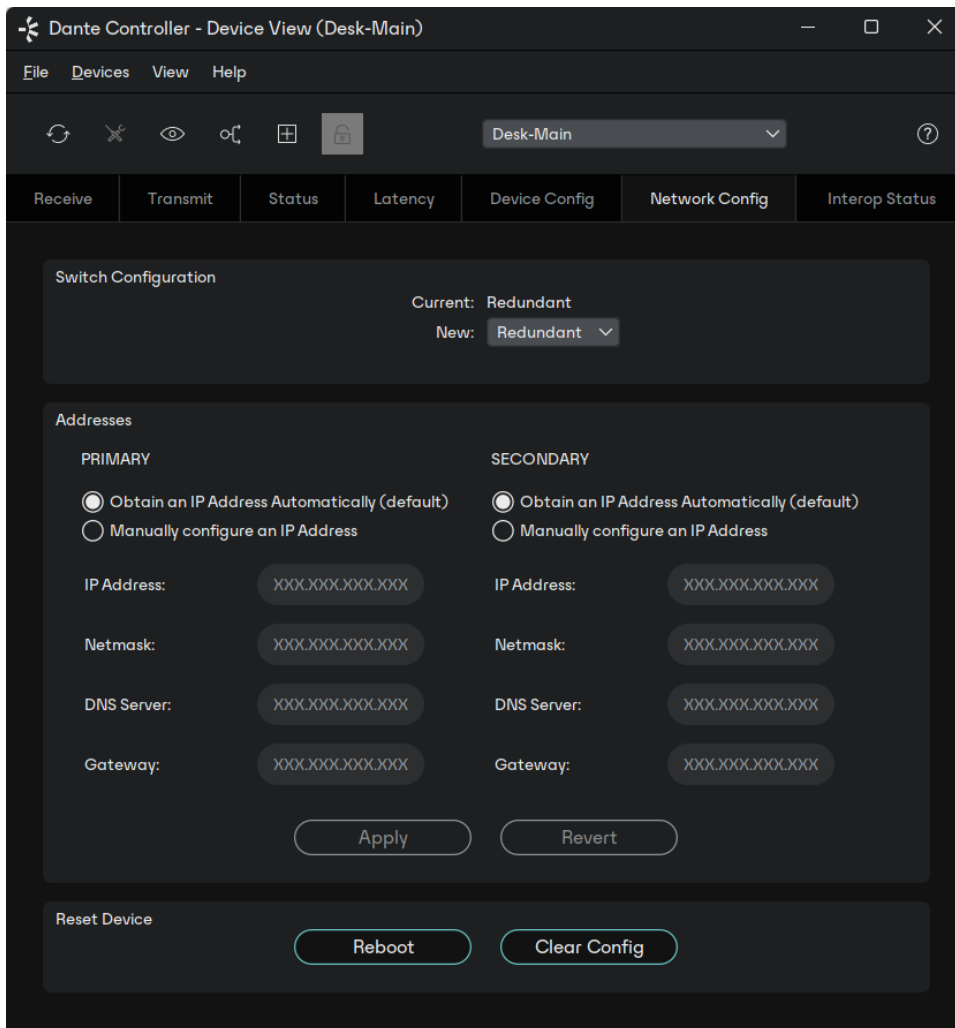 Dante Controller - Device View (Desk-Main)
File Devices View Help
Desk-Main
Receive Transmit Status Latency Device Config Network Config Interop Status
Switch Configuration
Current: Redundant
New: Redundant
Addresses
PRIMARY
Obtain an IP Address Automatically (default)
Manually configure an IP Address
IP Address: XXX.XXX.XXX.XXX
Netmask: XXX.XXX.XXX.XXX
DNS Server: XXX.XXX.XXX.XXX
Gateway: XXX.XXX.XXX.XXX
SECONDARY
Obtain an IP Address Automatically (default)
Manually configure an IP Address
IP Address: XXX.XXX.XXX.XXX
Netmask: XXX.XXX.XXX.XXX
DNS Server: XXX.XXX.XXX.XXX
Gateway: XXX.XXX.XXX.XXX
Apply Revert
Reset Device
Reboot Clear Config